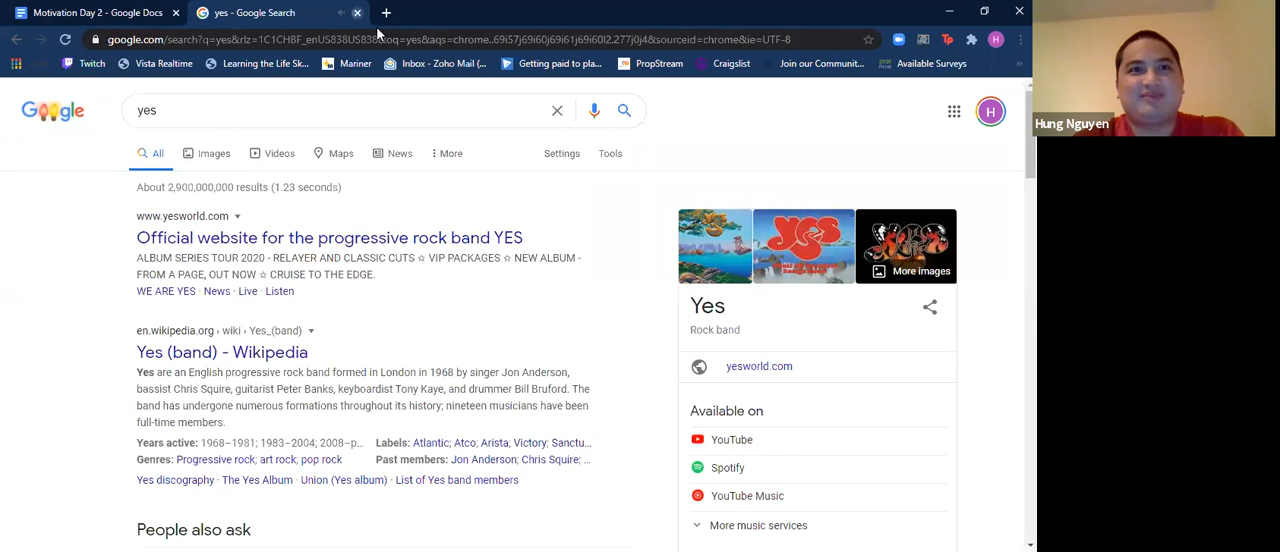 Motivation Day 2 - Google Docs
yes - Google Search
google.com/search?q=yes&rlz=1C1CHBF_enUS838US838&oq=yes&aqs=chrome..69i57j69i60j69i61j69i60l2.277j0j4&sourceid=chrome&ie=UTF-8
Twitch
Vista Realtime
Learning the Life Sk...
Mariner
Inbox - Zoho Mail (...
Getting paid to pla...
PropStream
Craigslist
Join our Communit...
Available Surveys
Hung Nguyen
yes
H
All
Images
Videos
Maps
News
More
Settings
Tools
About 2,900,000,000 results (1.23 seconds)
www.yesworld.com
Official website for the progressive rock band YES
ALBUM SERIES TOUR 2020 - RELAYER AND CLASSIC CUTS ☆ VIP PACKAGES ☆ NEW ALBUM -
FROM A PAGE, OUT NOW ☆ CRUISE TO THE EDGE.
WE ARE YES · News · Live · Listen
en.wikipedia.org › wiki › Yes_(band)
Yes (band) - Wikipedia
Yes are an English progressive rock band formed in London in 1968 by singer Jon Anderson,
bassist Chris Squire, guitarist Peter Banks, keyboardist Tony Kaye, and drummer Bill Bruford. The
band has undergone numerous formations throughout its history; nineteen musicians have been
full-time members.
Years active: 1968–1981; 1983–2004; 2008–p...
Labels: Atlantic; Atco; Arista; Victory; Sanctu...
Genres: Progressive rock; art rock; pop rock
Past members: Jon Anderson; Chris Squire; ...
Yes discography · The Yes Album · Union (Yes album) · List of Yes band members
People also ask
More images
Yes
Rock band
yesworld.com
Available on
YouTube
Spotify
YouTube Music
More music services